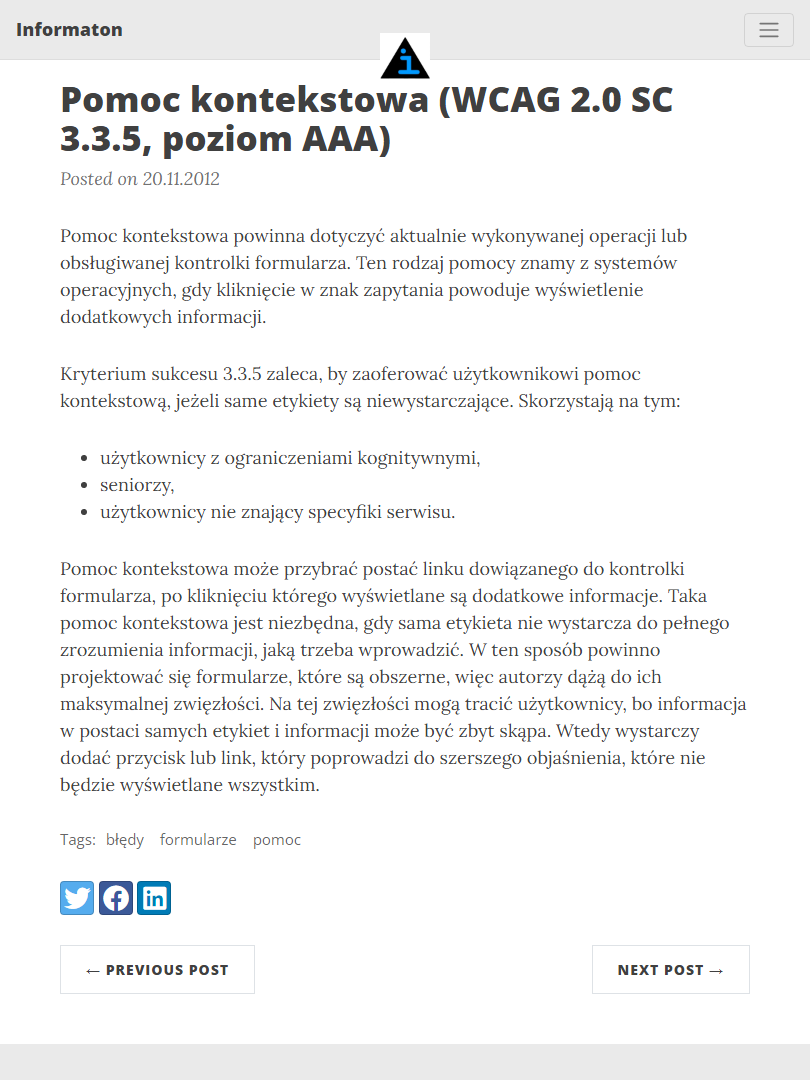 Informaton
Pomoc kontekstowa (WCAG 2.0 SC
3.3.5, poziom AAA)
Posted on 20.11.2012
Pomoc kontekstowa powinna dotyczyć aktualnie wykonywanej operacji lub
obsługiwanej kontrolki formularza. Ten rodzaj pomocy znamy z systemów
operacyjnych, gdy kliknięcie w znak zapytania powoduje wyświetlenie
dodatkowych informacji.
Kryterium sukcesu 3.3.5 zaleca, by zaoferować użytkownikowi pomoc
kontekstową, jeżeli same etykiety są niewystarczające. Skorzystają na tym:
użytkownicy z ograniczeniami kognitywnymi,
seniorzy,
użytkownicy nie znający specyfiki serwisu.
Pomoc kontekstowa może przybrać postać linku dowiązanego do kontrolki
formularza, po kliknięciu którego wyświetlane są dodatkowe informacje. Taka
pomoc kontekstowa jest niezbędna, gdy sama etykieta nie wystarcza do pełnego
zrozumienia informacji, jaką trzeba wprowadzić. W ten sposób powinno
projektować się formularze, które są obszerne, więc autorzy dążą do ich
maksymalnej zwięzłości. Na tej zwięzłości mogą tracić użytkownicy, bo informacja
w postaci samych etykiet i informacji może być zbyt skąpa. Wtedy wystarczy
dodać przycisk lub link, który poprowadzi do szerszego objaśnienia, które nie
będzie wyświetlane wszystkim.
Tags: błędy formularze pomoc
← PREVIOUS POST
NEXT POST →